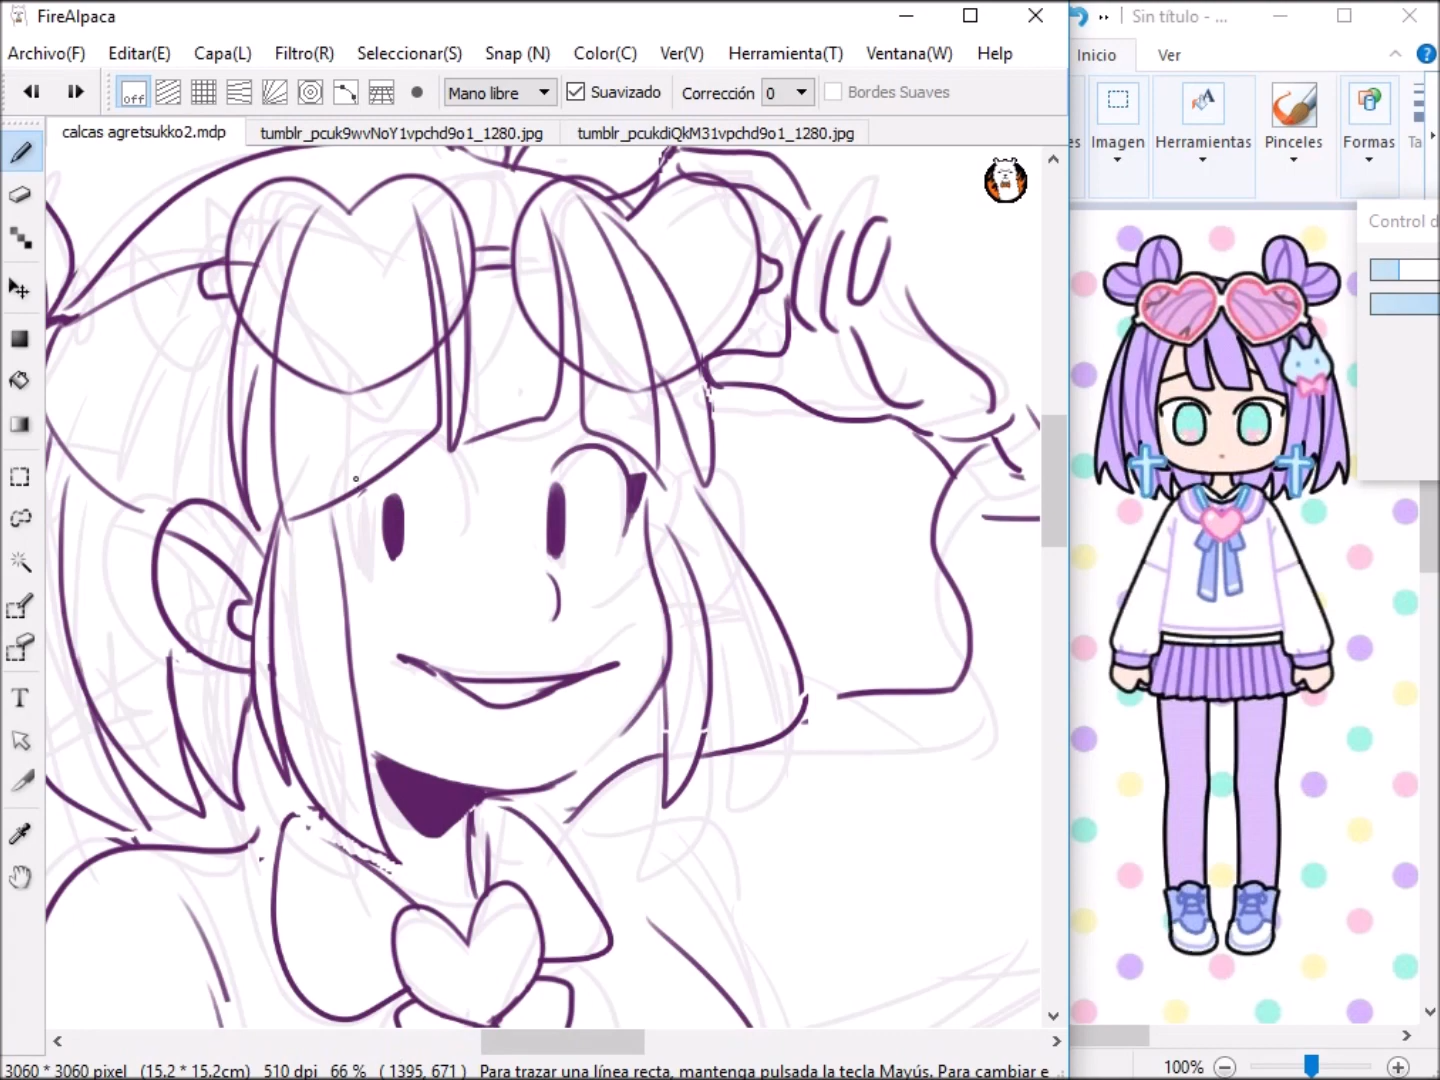 FireAlpaca
Archivo(F) Editar(E) Capa(L) Filtro(R) Seleccionar(S) Snap (N) Color(C) Ver(V) Herramienta(T) Ventana(W) Help
off Mano libre Suavizado Corrección 0 Bordes Suaves
calcas agretsukko2.mdp tumblr_pcuk9wvNoY1vpchd9o1_1280.jpg tumblr_pcukdiQkM31vpchd9o1_1280.jpg
T
3060 * 3060 pixel (15.2 * 15.2cm) 510 dpi 66 % ( 1395, 671 ) Para trazar una línea recta, mantenga pulsada la tecla Mayús. Para cambiar e
Sin título - ...
Inicio Ver
es Imagen Herramientas Pinceles Formas Ta
Control d
100%